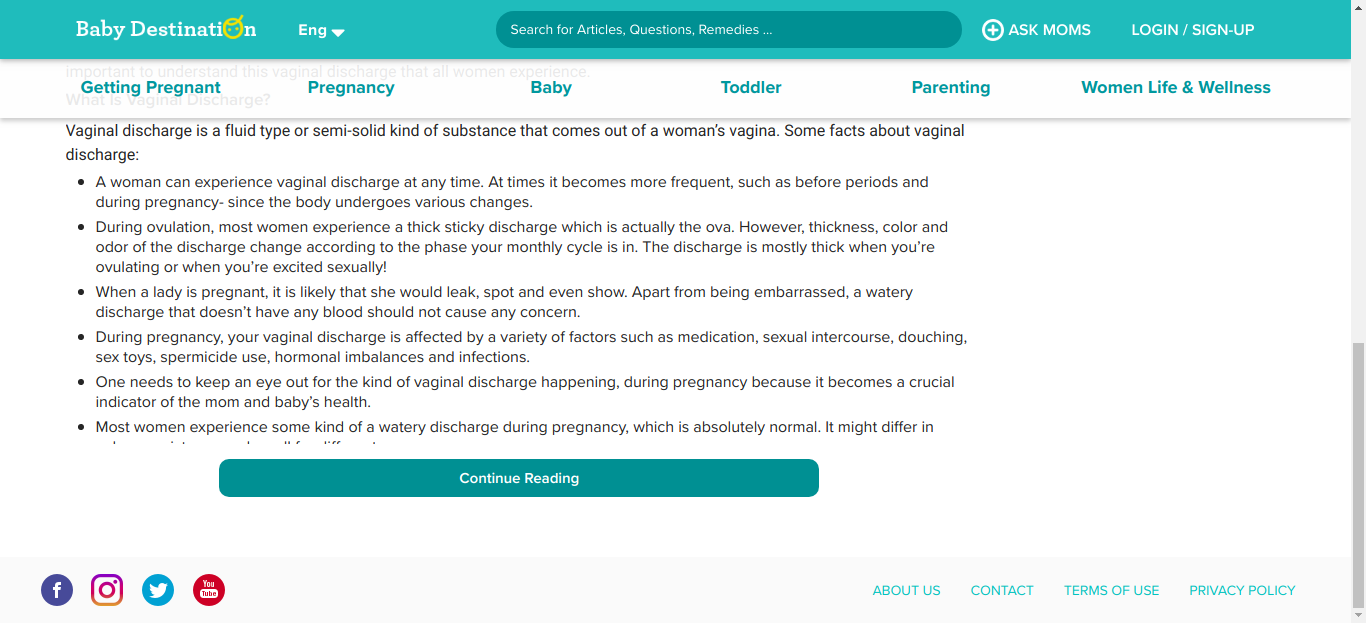 Baby Destination
Eng
Search for Articles, Questions, Remedies ...
ASK MOMS
LOGIN / SIGN-UP
important to understand this vaginal discharge that all women experience.
Getting Pregnant
Pregnancy
Baby
Toddler
Parenting
Women Life & Wellness
What Is Vaginal Discharge?
Vaginal discharge is a fluid type or semi-solid kind of substance that comes out of a woman's vagina. Some facts about vaginal
discharge:
A woman can experience vaginal discharge at any time. At times it becomes more frequent, such as before periods and
during pregnancy- since the body undergoes various changes.
During ovulation, most women experience a thick sticky discharge which is actually the ova. However, thickness, color and
odor of the discharge change according to the phase your monthly cycle is in. The discharge is mostly thick when you're
ovulating or when you're excited sexually!
When a lady is pregnant, it is likely that she would leak, spot and even show. Apart from being embarrassed, a watery
discharge that doesn't have any blood should not cause any concern.
During pregnancy, your vaginal discharge is affected by a variety of factors such as medication, sexual intercourse, douching,
sex toys, spermicide use, hormonal imbalances and infections.
One needs to keep an eye out for the kind of vaginal discharge happening, during pregnancy because it becomes a crucial
indicator of the mom and baby's health.
Most women experience some kind of a watery discharge during pregnancy, which is absolutely normal. It might differ in
Continue Reading
You
Tube
ABOUT US
CONTACT
TERMS OF USE
PRIVACY POLICY